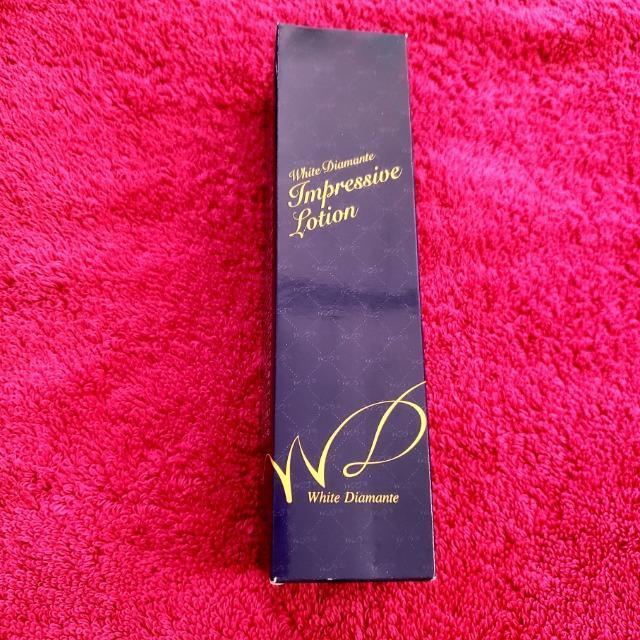 White Diamante
Impressive
Lotion
WD
White Diamante